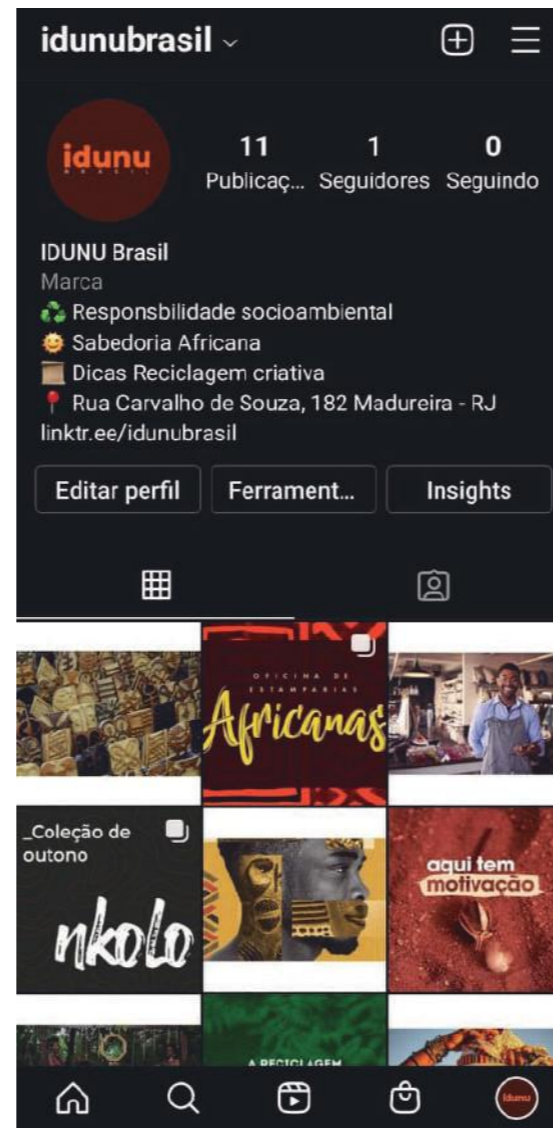 idunubrasil
idunu
BRASIL
11
1
0
Publicaç...
Seguidores
Seguindo
IDUNU Brasil
Marca
Responsbilidade socioambiental
Sabedoria Africana
Dicas Reciclagem criativa
Rua Carvalho de Souza, 182 Madureira - RJ
linktr.ee/idunubrasil
Editar perfil
Ferrament...
Insights
OFICINA DE
ESTAMPARIAS
Africanas
_Coleção de
outono
nkolo
aqui tem
motivação
A RECICLAGEM
idunu